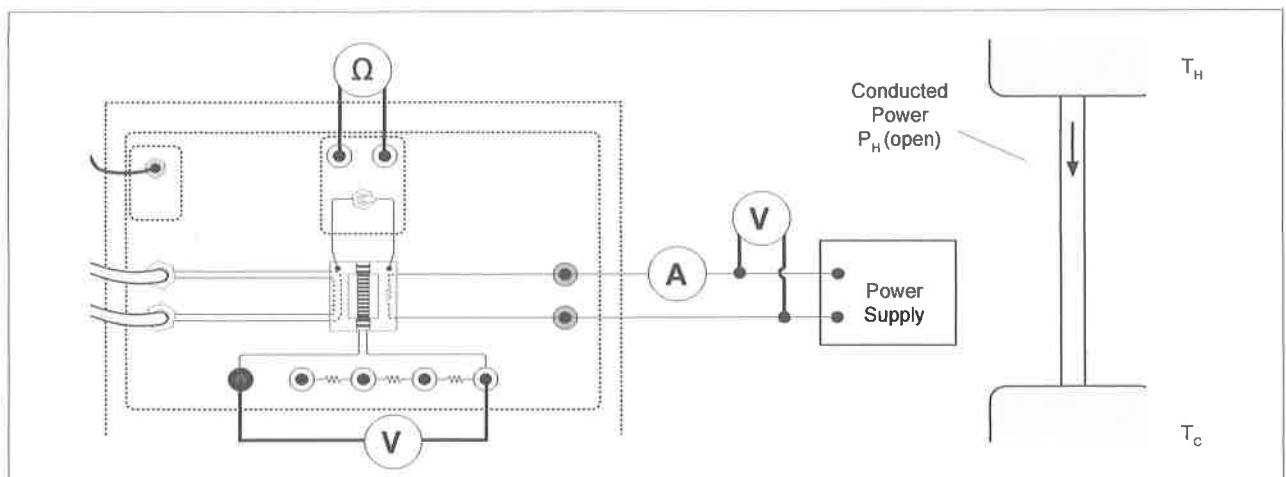 Ω
T_H
Conducted
Power
P_H (open)
V
A
Power
Supply
V
T_C